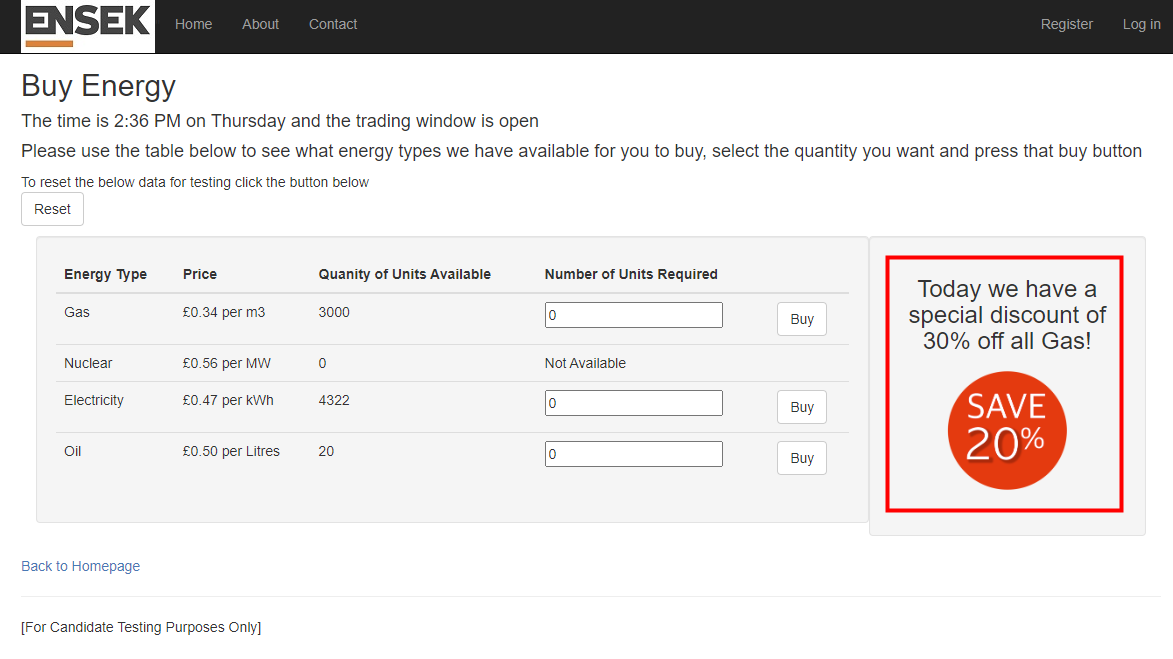 ENSEK Home About Contact Register Log in
Buy Energy
The time is 2:36 PM on Thursday and the trading window is open
Please use the table below to see what energy types we have available for you to buy, select the quantity you want and press that buy button
To reset the below data for testing click the button below
Reset
Energy Type Price Quanity of Units Available Number of Units Required
Gas £0.34 per m3 3000 0 Buy
Nuclear £0.56 per MW 0 Not Available
Electricity £0.47 per kWh 4322 0 Buy
Oil £0.50 per Litres 20 0 Buy
Today we have a
special discount of
30% off all Gas!
SAVE
20%
Back to Homepage
[For Candidate Testing Purposes Only]